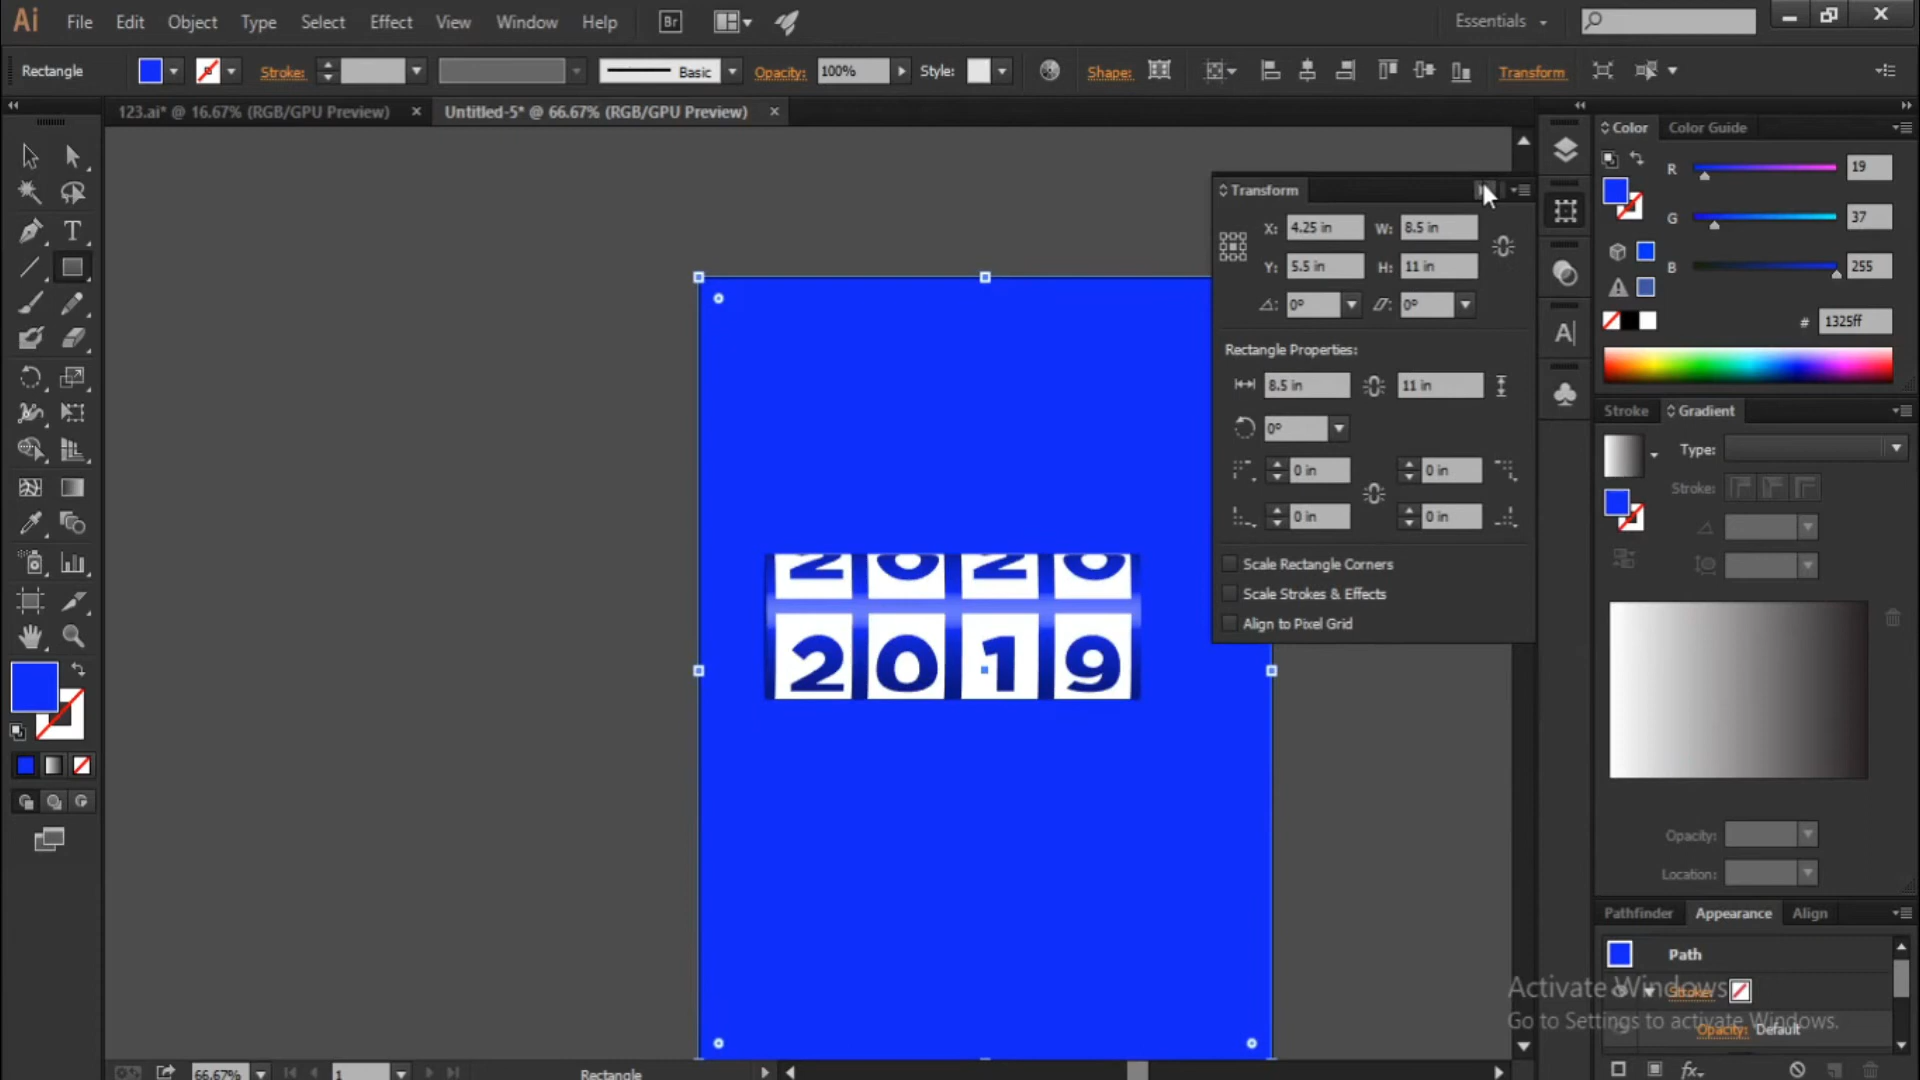 Ai File Edit Object Type Select Effect View Window Help Br Essentials
Rectangle Stroke: Basic Opacity: 100% Style: Shape: Transform
123.ai* @ 16.67% (RGB/GPU Preview) × Untitled-5* @ 66.67% (RGB/GPU Preview) ×
Color Color Guide
R 19
G 37
B 255
# 1325ff
Transform
X: 4.25 in W: 8.5 in
Y: 5.5 in H: 11 in
0° 0°
Rectangle Properties:
8.5 in 11 in
0°
0 in 0 in
0 in 0 in
Scale Rectangle Corners
Scale Strokes & Effects
Align to Pixel Grid
Stroke Gradient
Type:
Stroke:
Opacity:
Location:
2020
2019
Pathfinder Appearance Align
Path
Stroke:
Opacity: Default
Activate Windows
Go to Settings to activate Windows.
66.67% 1 Rectangle
fx